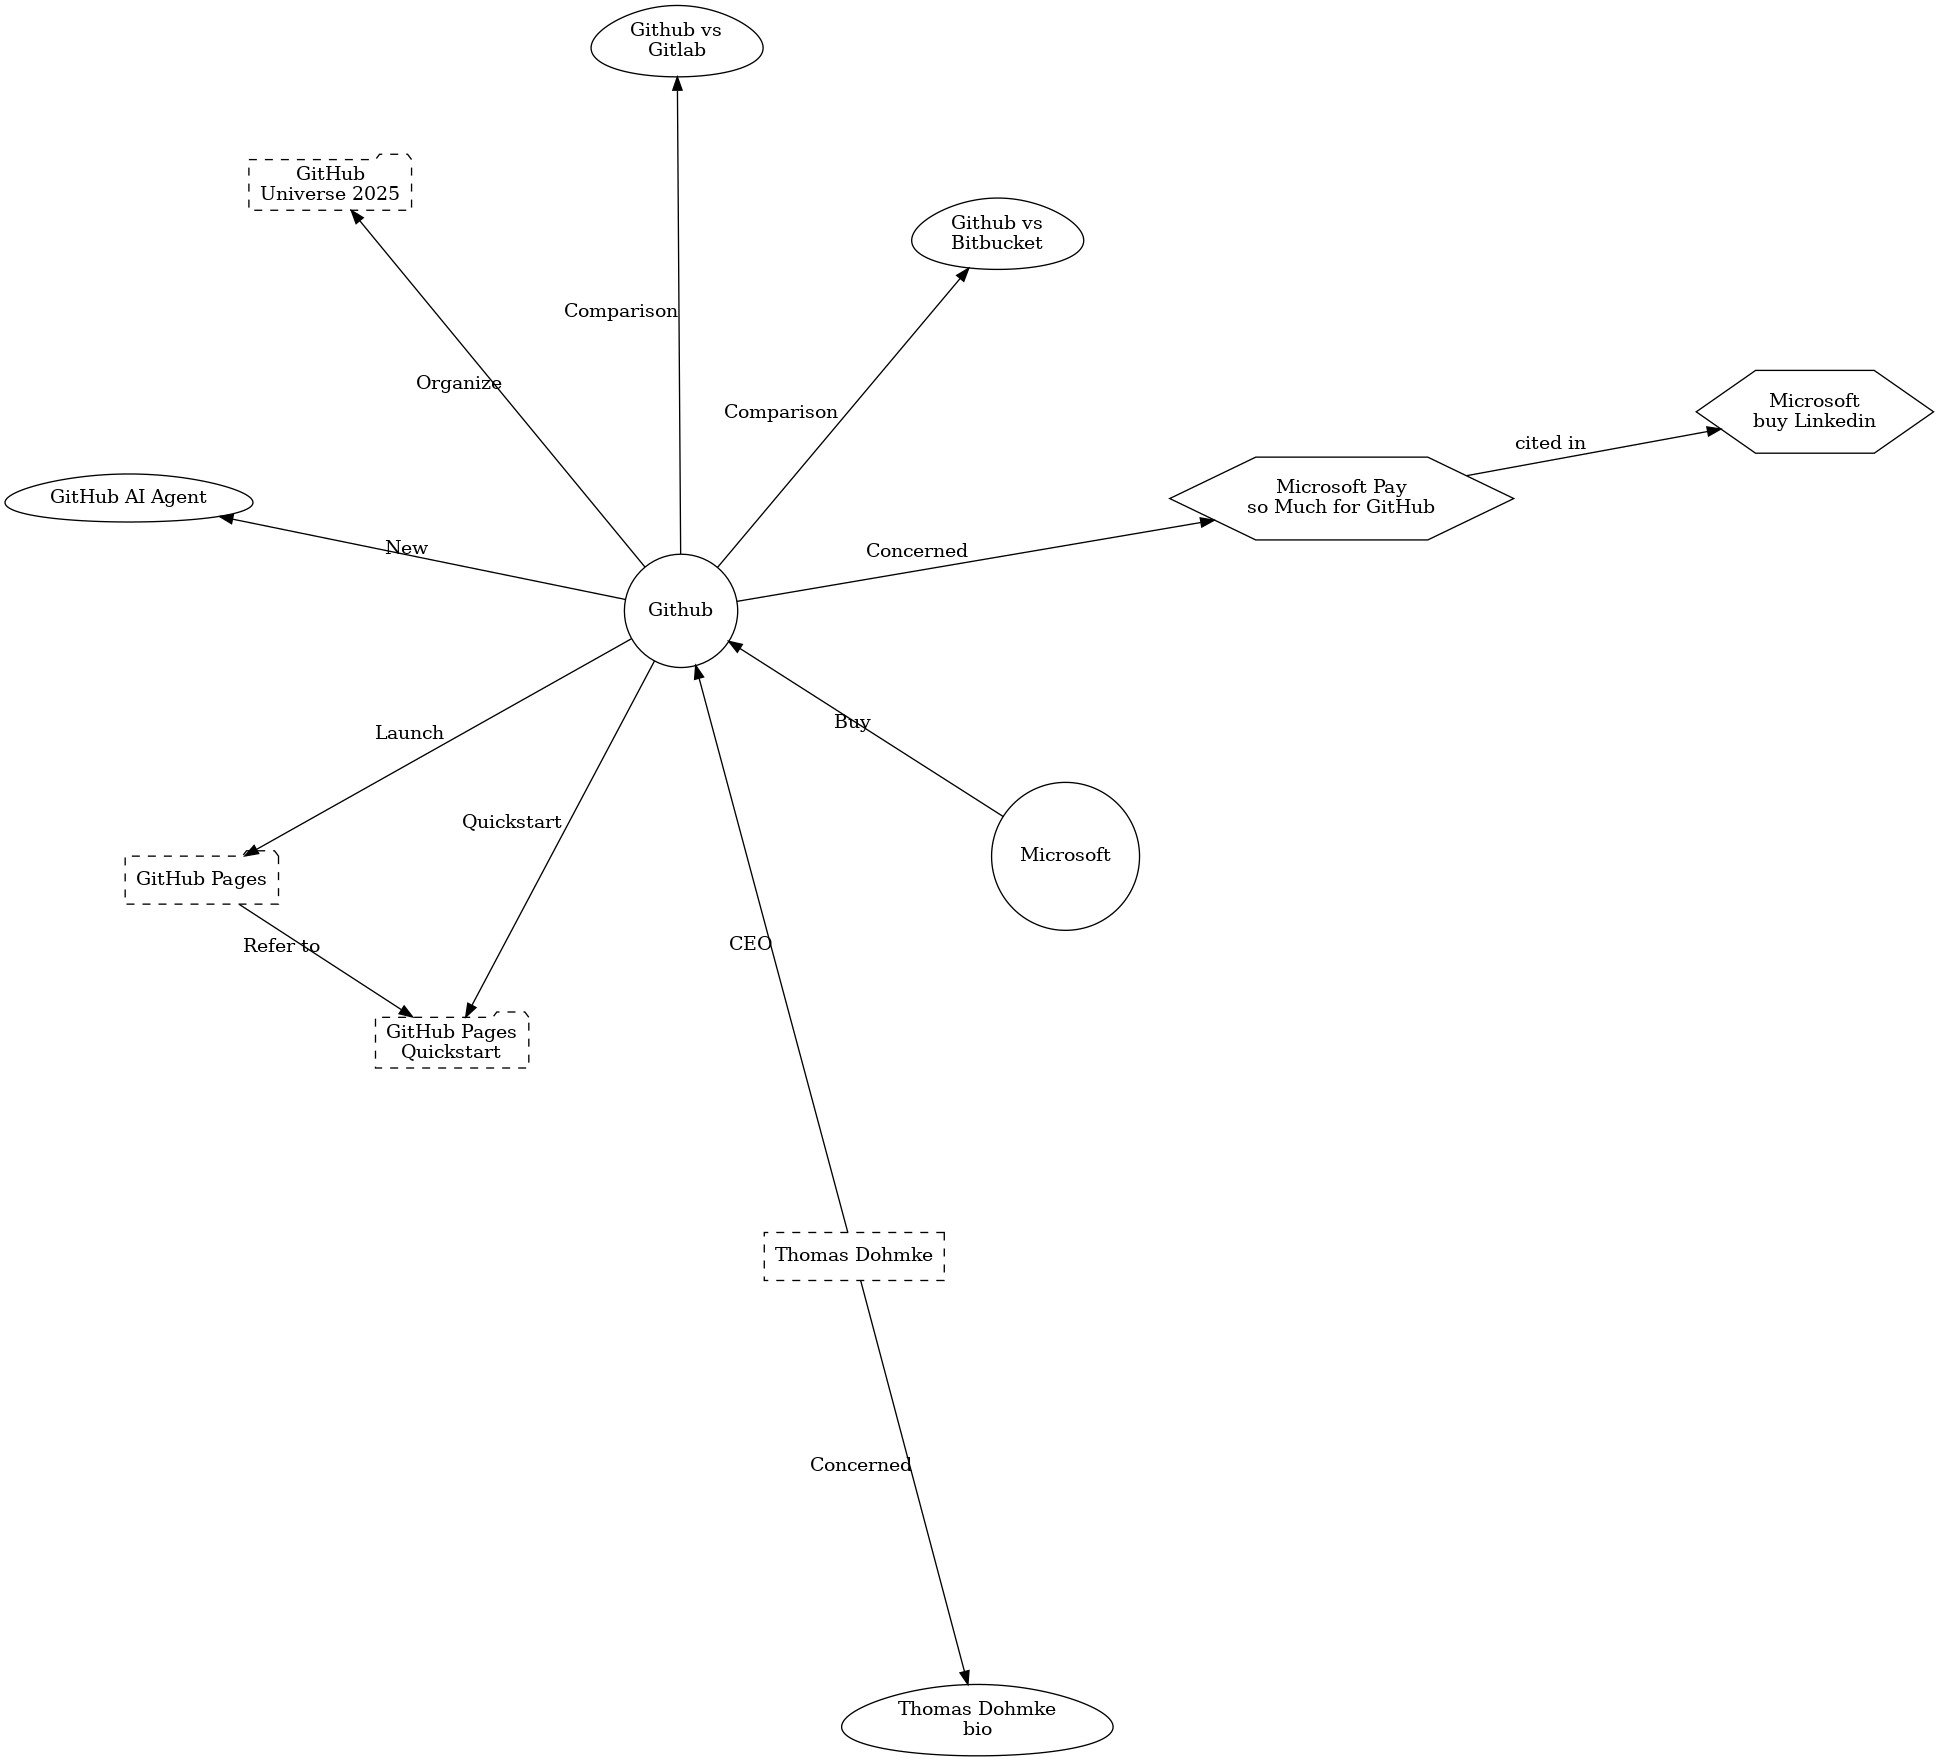 Github vs
Gitlab
GitHub
Universe 2025
Github vs
Bitbucket
Comparison
Organize
Comparison
Microsoft
buy Linkedin
cited in
Microsoft Pay
so Much for GitHub
GitHub AI Agent
New
Concerned
Github
Launch
Buy
Quickstart
Microsoft
GitHub Pages
Refer to
CEO
GitHub Pages
Quickstart
Thomas Dohmke
Concerned
Thomas Dohmke
bio